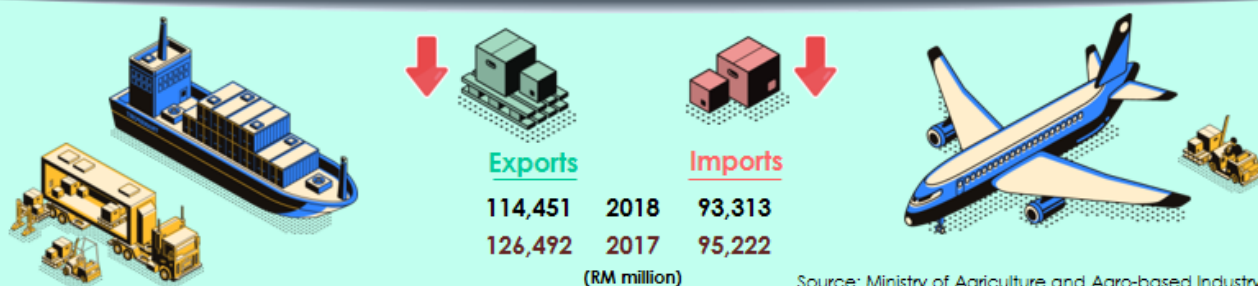 Exports Imports
114,451 2018 93,313
126,492 2017 95,222
(RM million)
Source: Ministry of Agriculture and Agro-based Industry